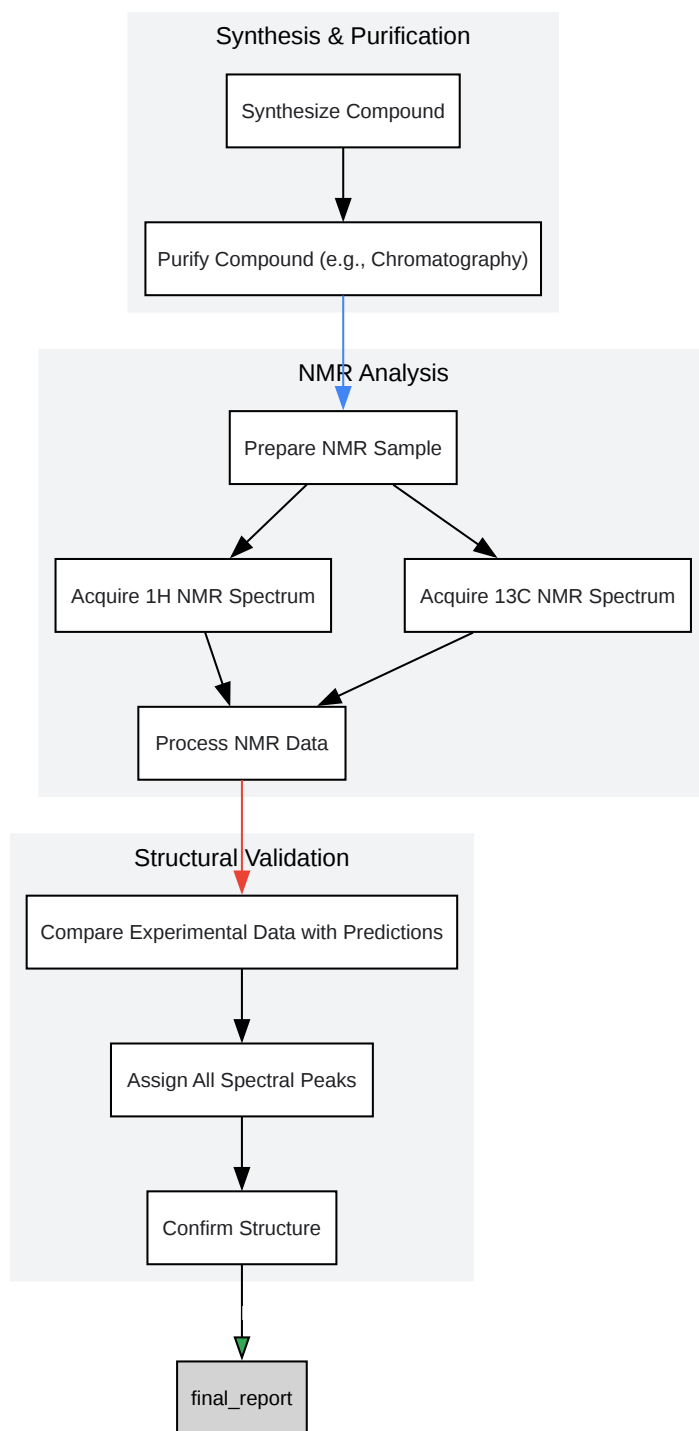 Synthesis & Purification
Synthesize Compound
Purify Compound (e.g., Chromatography)
NMR Analysis
Prepare NMR Sample
Acquire 1H NMR Spectrum
Acquire 13C NMR Spectrum
Process NMR Data
Structural Validation
Compare Experimental Data with Predictions
Assign All Spectral Peaks
Confirm Structure
final_report